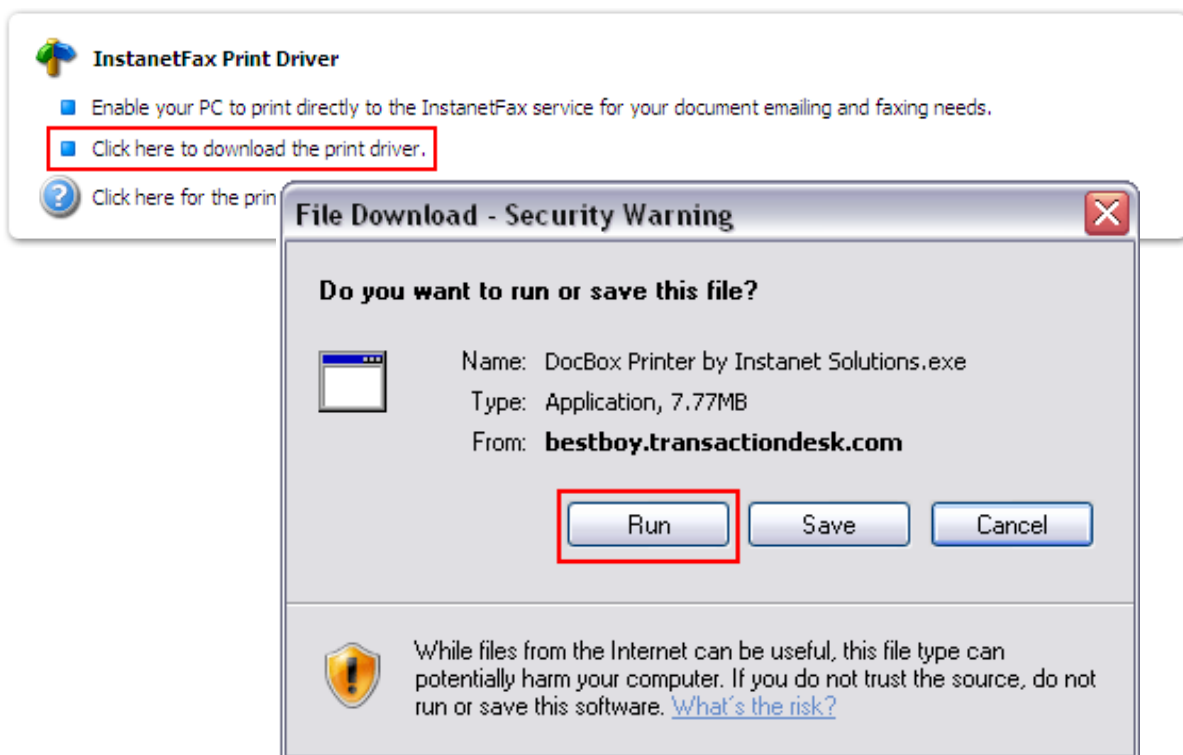 InstanetFax Print Driver
Enable your PC to print directly to the InstanetFax service for your document emailing and faxing needs.
Click here to download the print driver.
Click here for the prin
File Download - Security Warning
Do you want to run or save this file?
Name: DocBox Printer by Instanet Solutions.exe
Type: Application, 7.77MB
From: bestboy.transactiondesk.com
Run Save Cancel
While files from the Internet can be useful, this file type can
potentially harm your computer. If you do not trust the source, do not
run or save this software. What's the risk?